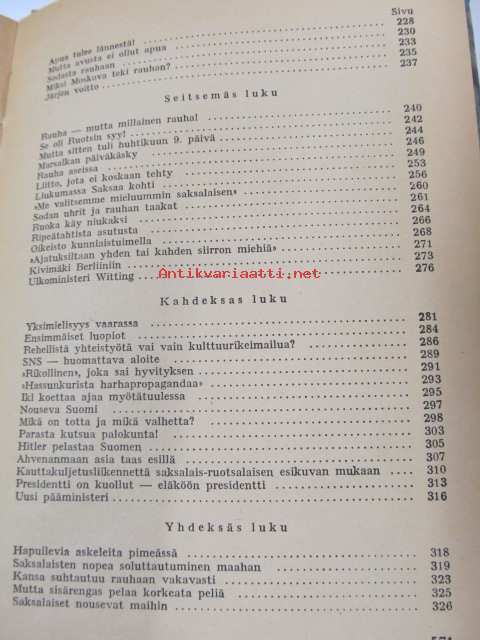 Sivu
Apua tulee lännestä! 228
Mutta avusta ei ollut apua 230
Sodasta rauhaan 233
Miksi Moskuva teki rauhan? 235
Järjen voitto 237
Seitsemäs luku
Rauha — mutta millainen rauha! 240
Se oli Ruotsin syy! 242
Mutta sitten tuli huhtikuun 9. päivä 244
Marsalkan päiväkäsky 246
Rauha aseissa 249
Liitto, jota ei koskaan tehty 253
Liukumassa Saksaa kohti 256
»Me valitsemme mieluummin saksalaisen» 260
Sodan uhrit ja rauhan taakat 261
Ruoka käy niukaksi 264
Ripeätahtista asutusta 266
Oikeisto kunniaistuimella 268
»Ajatuksiltaan yhden tai kahden siirron miehiä» 271
Kivimäki Berliiniin 273
Ulkoministeri Witting 276
Antikvariaatti.net
Kahdeksas luku
Yksimielisyys vaarassa 281
Ensimmäiset luopiot 284
Rehellistä yhteistyötä vai vain kulttuurikeimailua? 286
SNS — huomattava aloite 289
»Rikollinen», joka sai hyvityksen 291
»Hassunkurista harhapropagandaa» 293
Iki koettaa ajaa myötätuulessa 295
Nouseva Suomi 297
Mikä on totta ja mikä valhetta? 298
Parasta kutsua palokunta! 303
Hitler pelastaa Suomen 305
Ahvenanmaan asia taas esillä 307
Kauttakuljetusliikennettä saksalais-ruotsalaisen esikuvan mukaan 310
Presidentti on kuollut — eläköön presidentti 313
Uusi pääministeri 316
Yhdeksäs luku
Hapuilevia askeleita pimeässä 318
Saksalaisten nopea soluttautuminen maahan 319
Kansa suhtautuu rauhaan vakavasti 323
Mutta sisärengas pelaa korkeata peliä 325
Saksalaiset nousevat maihin 326